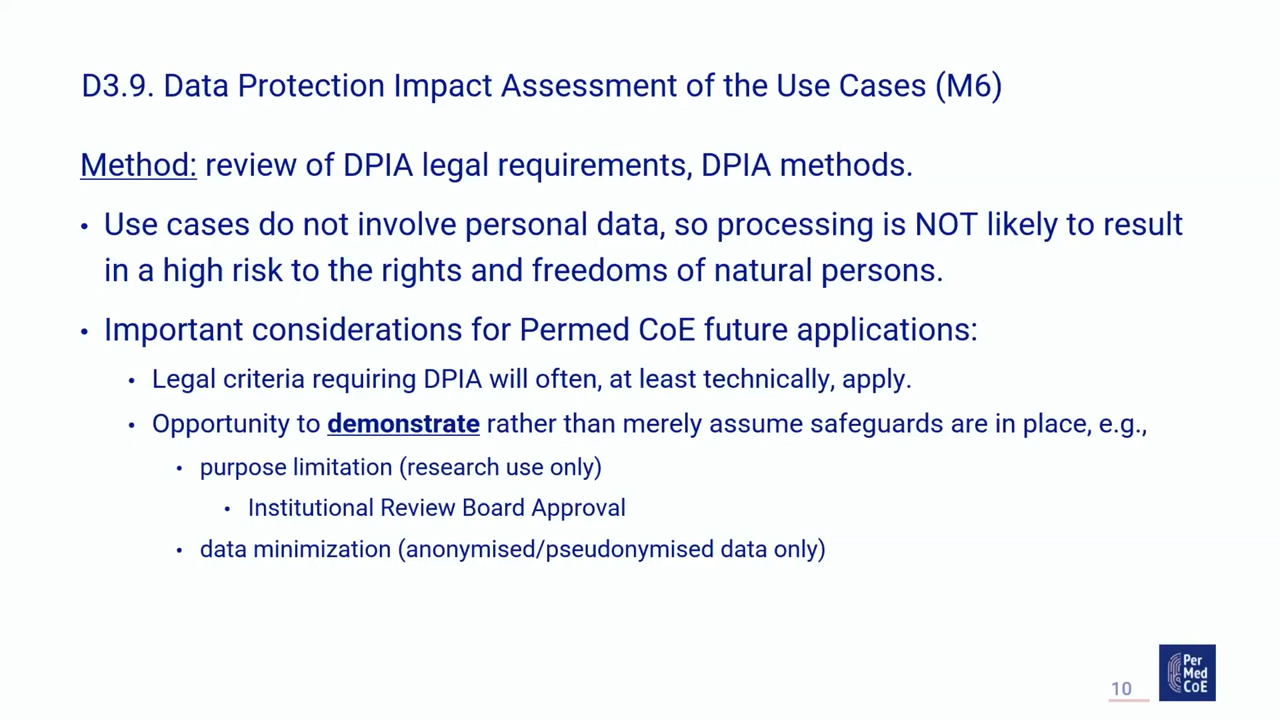 D3.9. Data Protection Impact Assessment of the Use Cases (M6)
Method: review of DPIA legal requirements, DPIA methods.
• Use cases do not involve personal data, so processing is NOT likely to result
in a high risk to the rights and freedoms of natural persons.
• Important considerations for Permed CoE future applications:
• Legal criteria requiring DPIA will often, at least technically, apply.
• Opportunity to demonstrate rather than merely assume safeguards are in place, e.g.,
• purpose limitation (research use only)
• Institutional Review Board Approval
• data minimization (anonymised/pseudonymised data only)
10
Per
Med
CoE